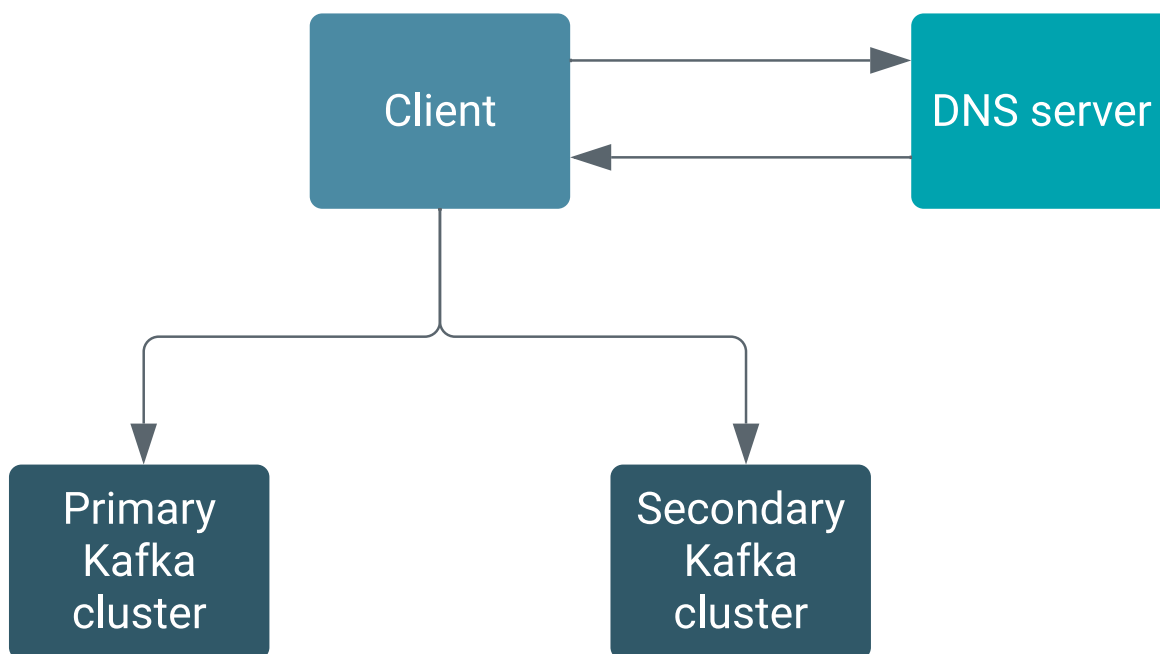 Client
DNS server
Primary
Kafka
cluster
Secondary
Kafka
cluster